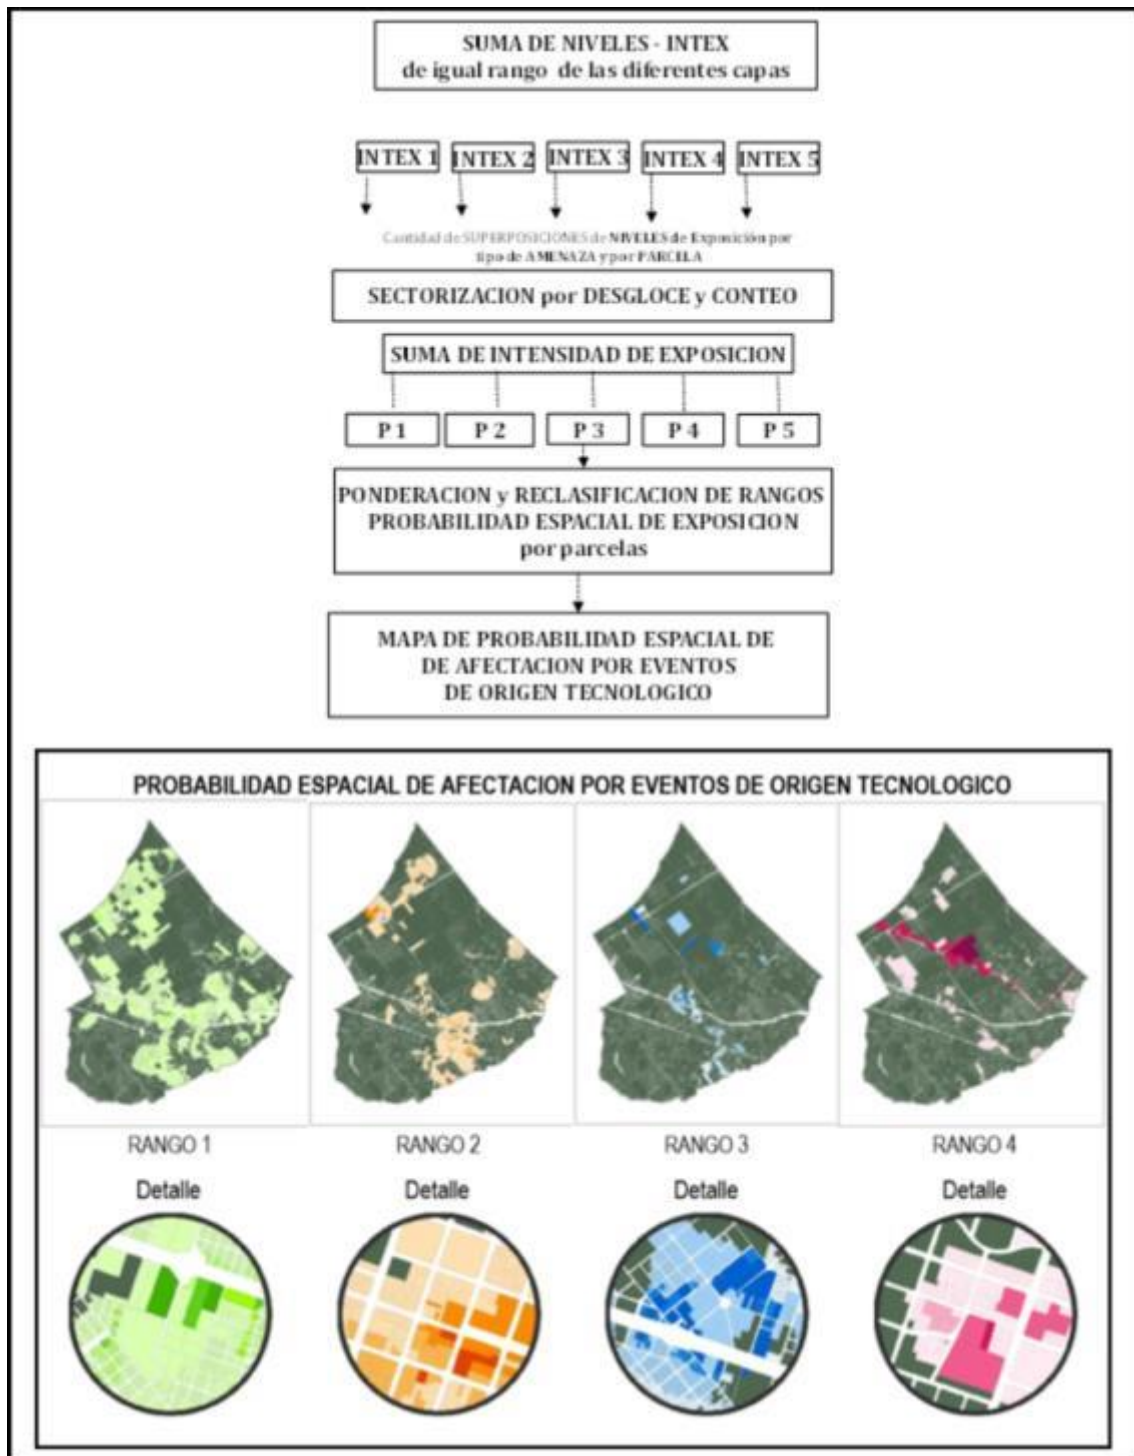 SUMA DE NIVELES - INTEX
de igual rango de las diferentes capas
INTEX 1 INTEX 2 INTEX 3 INTEX 4 INTEX 5
Cantidad de SUPERPOSICIONES de NIVELES de Exposición por
tipo de AMENAZA y por PARCELA
SECTORIZACION por DESGLOCE y CONTEO
SUMA DE INTENSIDAD DE EXPOSICION
P 1 P 2 P 3 P 4 P 5
PONDERACION y RECLASIFICACION DE RANGOS
PROBABILIDAD ESPACIAL DE EXPOSICION
por parcelas
MAPA DE PROBABILIDAD ESPACIAL DE
DE AFECTACION POR EVENTOS
DE ORIGEN TECNOLOGICO
PROBABILIDAD ESPACIAL DE AFECTACION POR EVENTOS DE ORIGEN TECNOLOGICO
RANGO 1 RANGO 2 RANGO 3 RANGO 4
Detalle Detalle Detalle Detalle